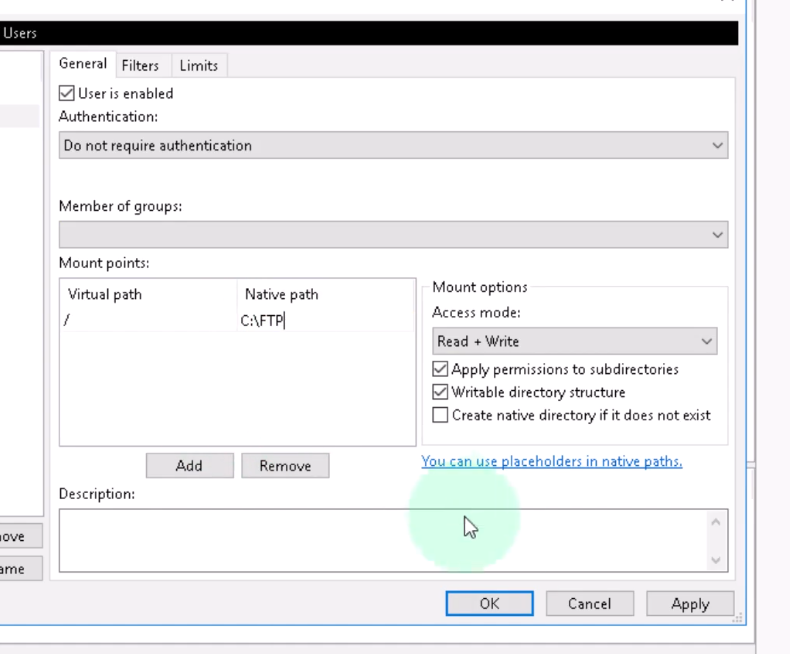 Users
General Filters Limits
User is enabled
Authentication:
Do not require authentication
Member of groups:
Mount points:
Virtual path Native path
/ C:\FTP
Mount options
Access mode:
Read + Write
Apply permissions to subdirectories
Writable directory structure
Create native directory if it does not exist
Add Remove
You can use placeholders in native paths.
Description:
OK Cancel Apply